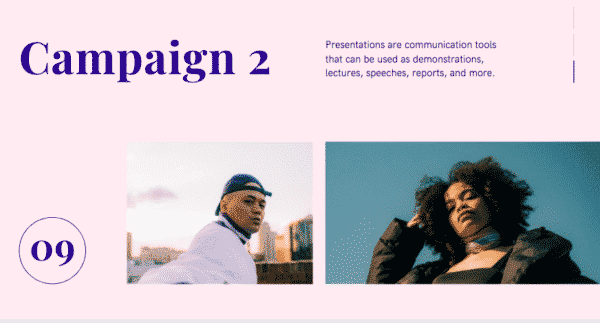 Campaign 2
Presentations are communication tools
that can be used as demonstrations,
lectures, speeches, reports, and more.
09